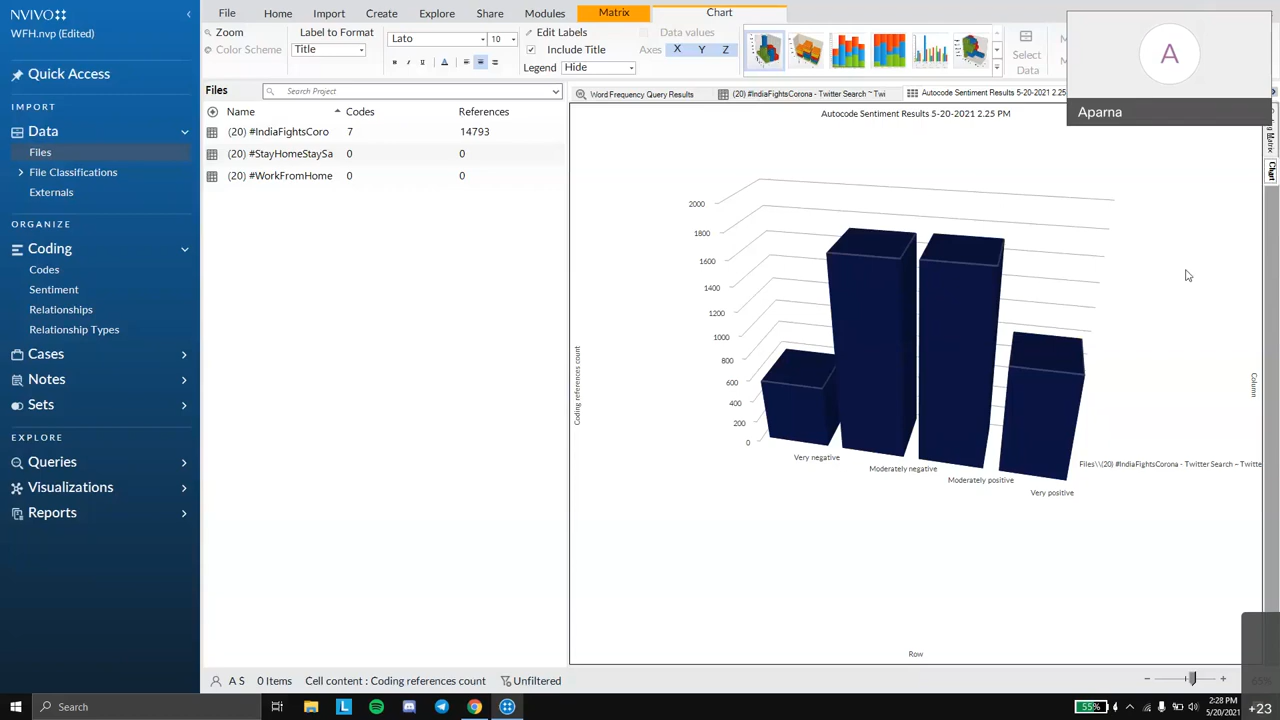 NVIVO
WFH.nvp (Edited)
File Home Import Create Explore Share Modules Matrix Chart
Zoom
Color Scheme
Label to Format
Title
Lato 10
B I U A
Edit Labels
Include Title
Legend Hide
Data values
Axes X Y Z
Select
Data
A
Aparna
Quick Access
IMPORT
Data
Files
File Classifications
Externals
ORGANIZE
Coding
Codes
Sentiment
Relationships
Relationship Types
Cases
Notes
Sets
EXPLORE
Queries
Visualizations
Reports
Files
Search Project
Name Codes References
(20) #IndiaFightsCoro 7 14793
(20) #StayHomeStaySa 0 0
(20) #WorkFromHome 0 0
Word Frequency Query Results
(20) #IndiaFightsCorona - Twitter Search ~ Twi
Autocode Sentiment Results 5-20-2021 2.25
Autocode Sentiment Results 5-20-2021 2.25 PM
2000
1800
1600
1400
1200
1000
800
600
400
200
0
Coding references count
Very negative
Moderately negative
Moderately positive
Very positive
Files\\(20) #IndiaFightsCorona - Twitter Search ~ Twitte
Column
Row
Matrix
Chart
A S 0 Items Cell content : Coding references count Unfiltered
65%
Search
55%
2:28 PM
5/20/2021
+23